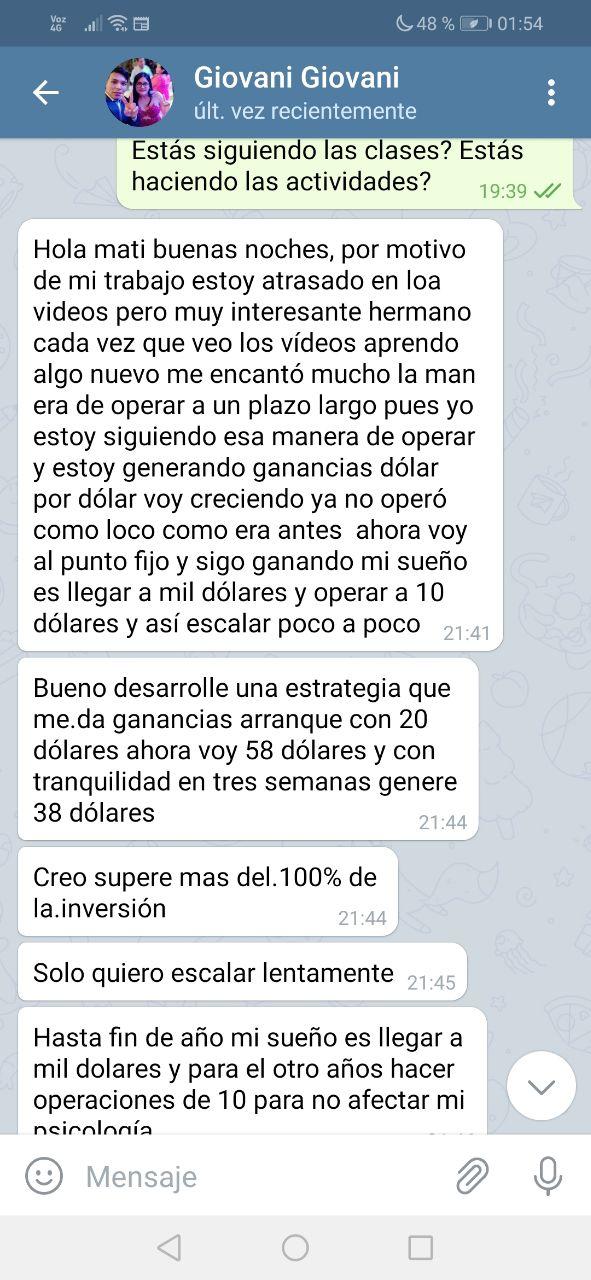 Voz
4G
48 %
01:54
Giovani Giovani
últ. vez recientemente
Estás siguiendo las clases? Estás
haciendo las actividades?
19:39
Hola mati buenas noches, por motivo
de mi trabajo estoy atrasado en loa
videos pero muy interesante hermano
cada vez que veo los vídeos aprendo
algo nuevo me encantó mucho la man
era de operar a un plazo largo pues yo
estoy siguiendo esa manera de operar
y estoy generando ganancias dólar
por dólar voy creciendo ya no operó
como loco como era antes  ahora voy
al punto fijo y sigo ganando mi sueño
es llegar a mil dólares y operar a 10
dólares y así escalar poco a poco
21:41
Bueno desarrolle una estrategia que
me.da ganancias arranque con 20
dólares ahora voy 58 dólares y con
tranquilidad en tres semanas genere
38 dólares
21:44
Creo supere mas del.100% de
la.inversión
21:44
Solo quiero escalar lentamente
21:45
Hasta fin de año mi sueño es llegar a
mil dolares y para el otro años hacer
operaciones de 10 para no afectar mi
psicología
Mensaje